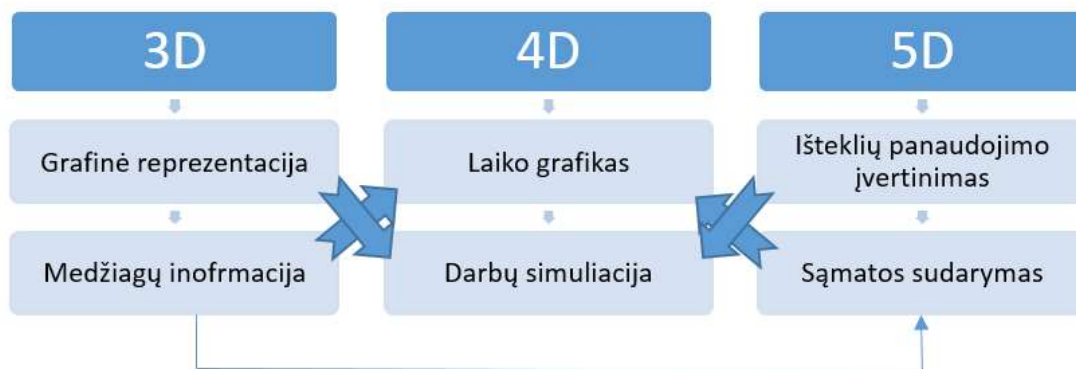 3D
4D
5D
Grafinė reprezentacija
Laiko grafikas
Išteklių panaudojimo
įvertinimas
Medžiagų inofrmacija
Darbų simuliacija
Sąmatos sudarymas